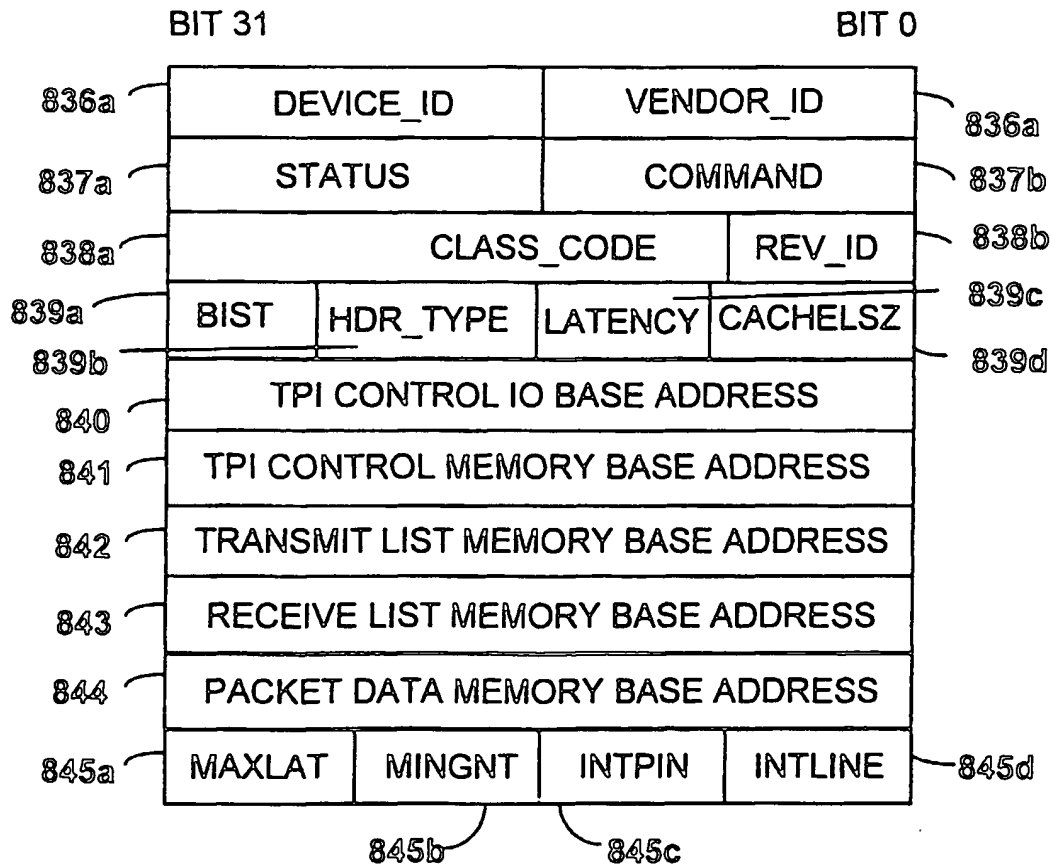 BIT 31 BIT 0
836a DEVICE_ID VENDOR_ID 836a
837a STATUS COMMAND 837b
838a CLASS_CODE REV_ID 838b
839a BIST HDR_TYPE LATENCY CACHELSZ 839c
839b 839d
840 TPI CONTROL IO BASE ADDRESS
841 TPI CONTROL MEMORY BASE ADDRESS
842 TRANSMIT LIST MEMORY BASE ADDRESS
843 RECEIVE LIST MEMORY BASE ADDRESS
844 PACKET DATA MEMORY BASE ADDRESS
845a MAXLAT MINGNT INTPIN INTLINE 845d
845b 845c